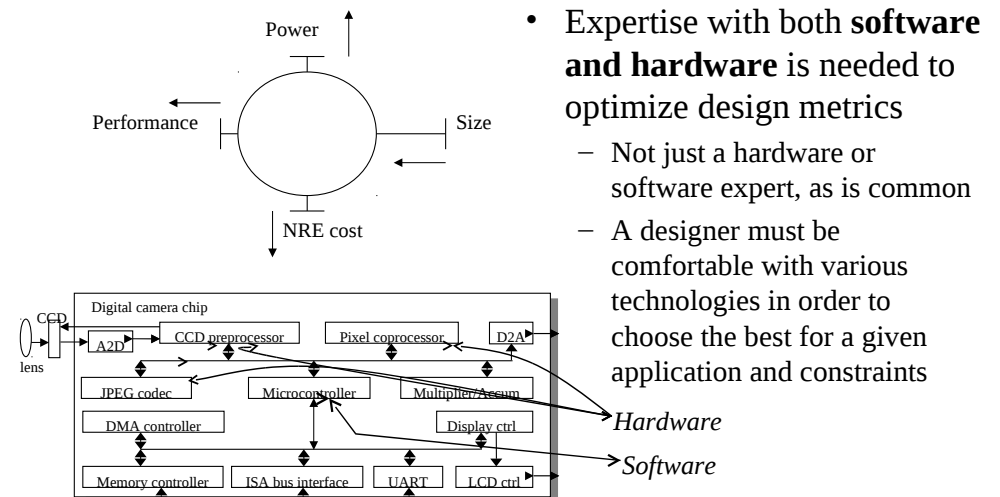 Power
Performance
Size
NRE cost
• Expertise with both software
and hardware is needed to
optimize design metrics
– Not just a hardware or
software expert, as is common
– A designer must be
comfortable with various
technologies in order to
choose the best for a given
application and constraints
Digital camera chip
CCD
lens
A2D
CCD preprocessor
Pixel coprocessor
D2A
JPEG codec
Microcontroller
Multiplier/Accum
DMA controller
Display ctrl
Memory controller
ISA bus interface
UART
LCD ctrl
Hardware
Software